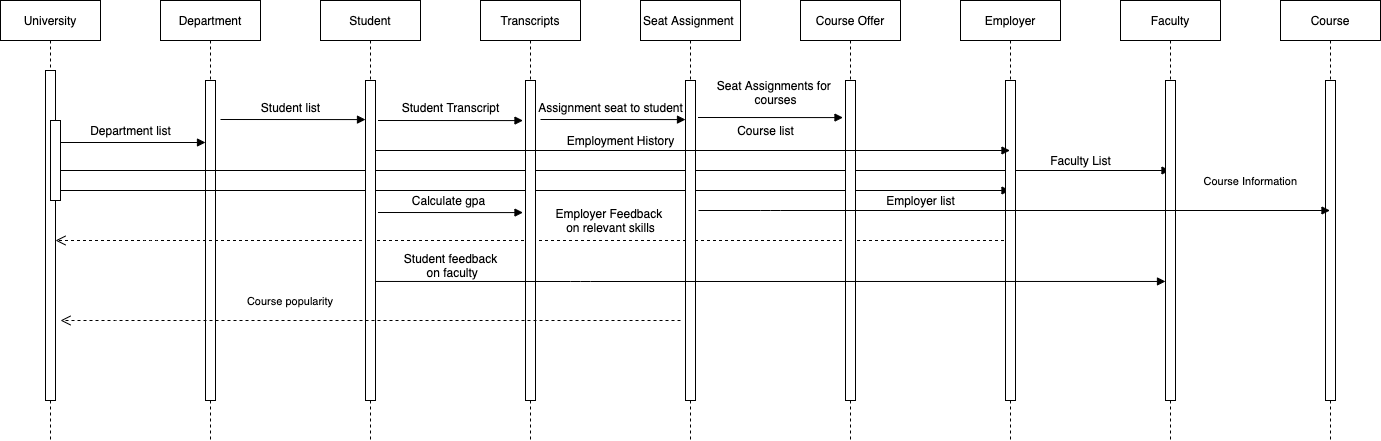 University
Department
Student
Transcripts
Seat Assignment
Course Offer
Employer
Faculty
Course
Seat Assignments for
courses
Student list
Student Transcript
Assignment seat to student
Department list
Course list
Employment History
Faculty List
Course Information
Calculate gpa
Employer list
Employer Feedback
on relevant skills
Student feedback
on faculty
Course popularity